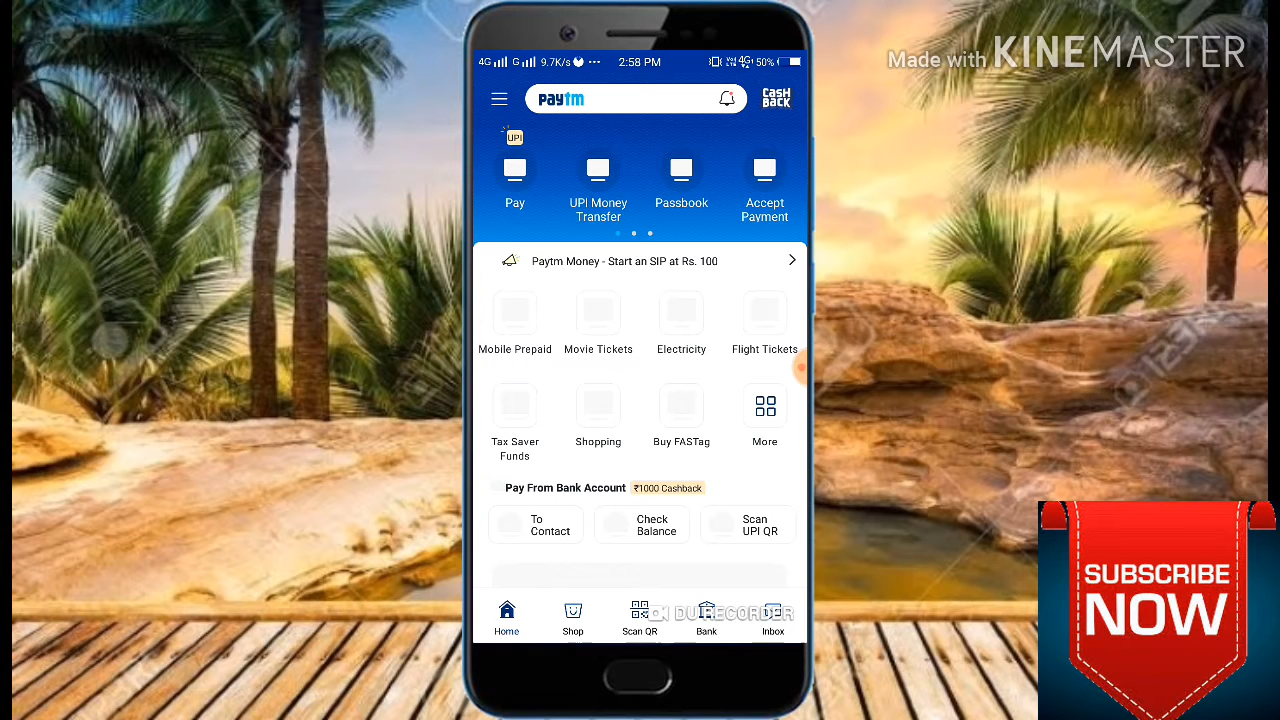 Made with KINEMASTER
4G G 9.7K/s ... 2:58 PM 4G 50%
paytm
CASH
BACK
UPI
Pay
UPI Money
Transfer
Passbook
Accept
Payment
Paytm Money - Start an SIP at Rs. 100
Mobile Prepaid
Movie Tickets
Electricity
Flight Tickets
Tax Saver
Funds
Shopping
Buy FASTag
More
Pay From Bank Account ₹1000 Cashback
To
Contact
Check
Balance
Scan
UPI QR
DU RECORDER
Home
Shop
Scan QR
Bank
Inbox
SUBSCRIBE
NOW